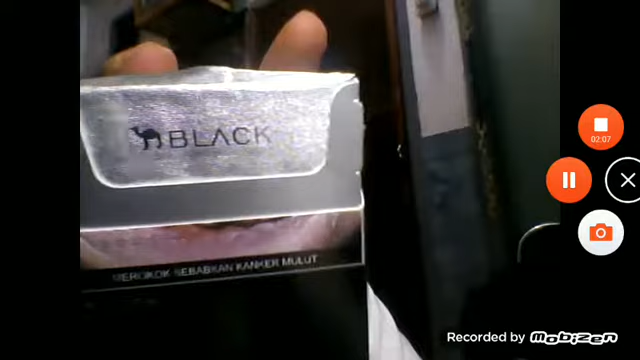 BLACK
MEROKOK SEBABKAN KANKER MULUT
02:07
Recorded by Mobizen